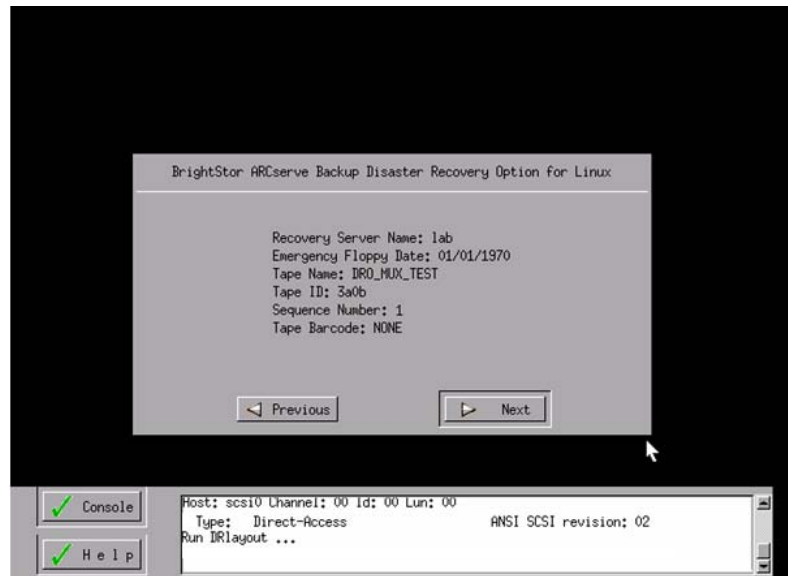 BrightStor ARCserve Backup Disaster Recovery Option for Linux
Recovery Server Name: lab
Emergency Floppy Date: 01/01/1970
Tape Name: DRO_MUX_TEST
Tape ID: 3a0b
Sequence Number: 1
Tape Barcode: NONE
Previous
Next
Console
Help
Host: scsi0 Channel: 00 Id: 00 Lun: 00
Type: Direct-Access ANSI SCSI revision: 02
Run DRlayout ...